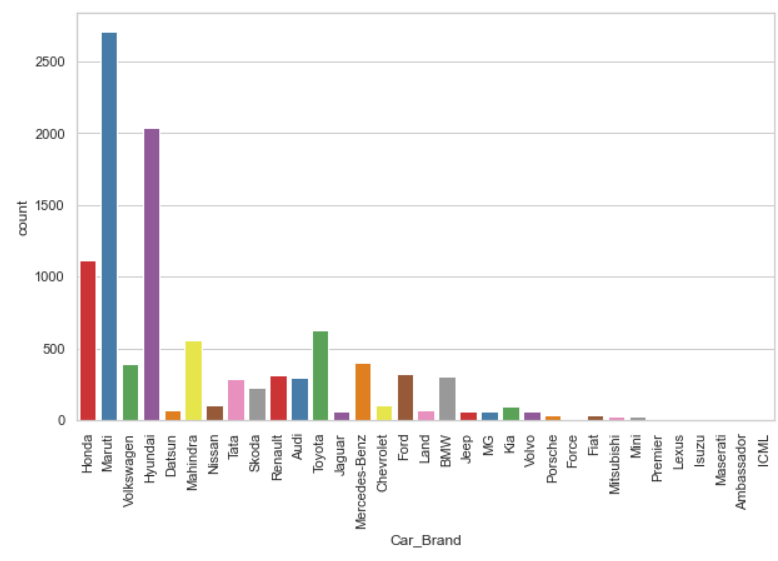 2500
2000
1500
1000
500
0
count
Honda
Maruti
Volkswagen
Hyundai
Datsun
Mahindra
Nissan
Tata
Skoda
Renault
Audi
Toyota
Jaguar
Mercedes-Benz
Chevrolet
Ford
Land
BMW
Jeep
MG
Kia
Volvo
Porsche
Force
Fiat
Mitsubishi
Mini
Premier
Lexus
Isuzu
Maserati
Ambassador
ICML
Car_Brand